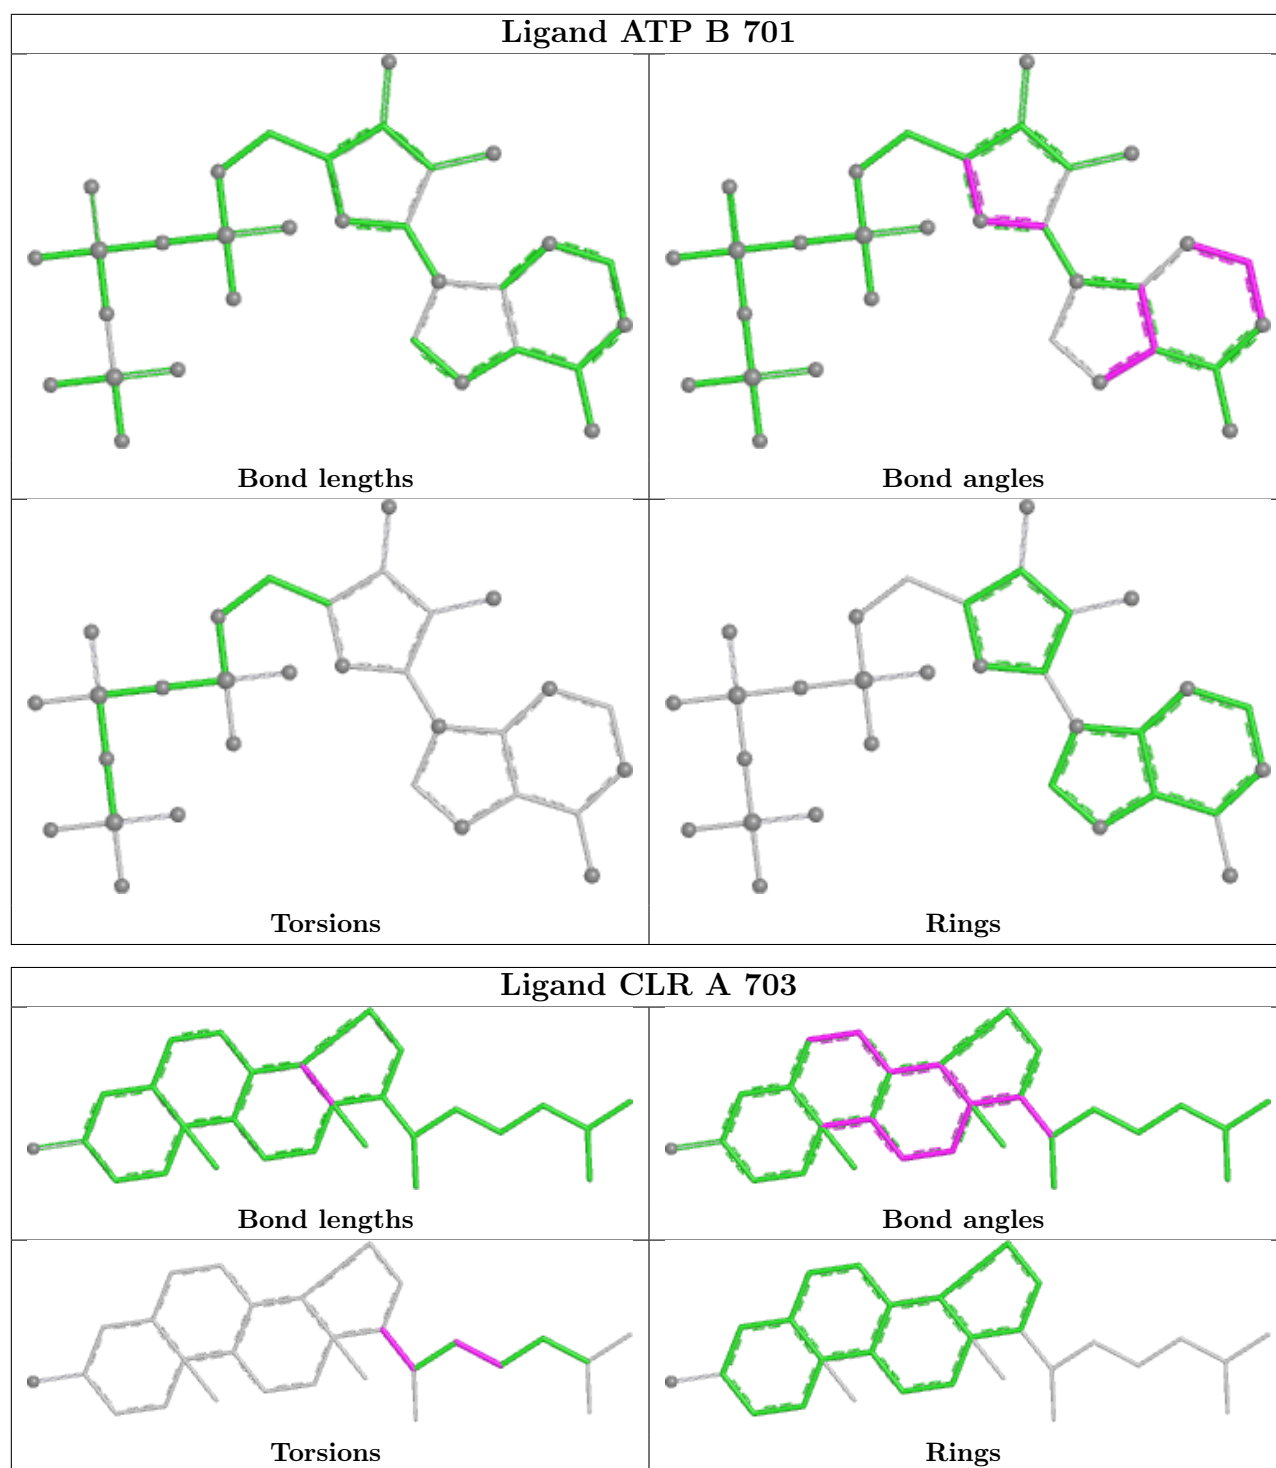 Ligand ATP B 701
Bond lengths
Bond angles
Torsions
Rings
Ligand CLR A 703
Bond lengths
Bond angles
Torsions
Rings